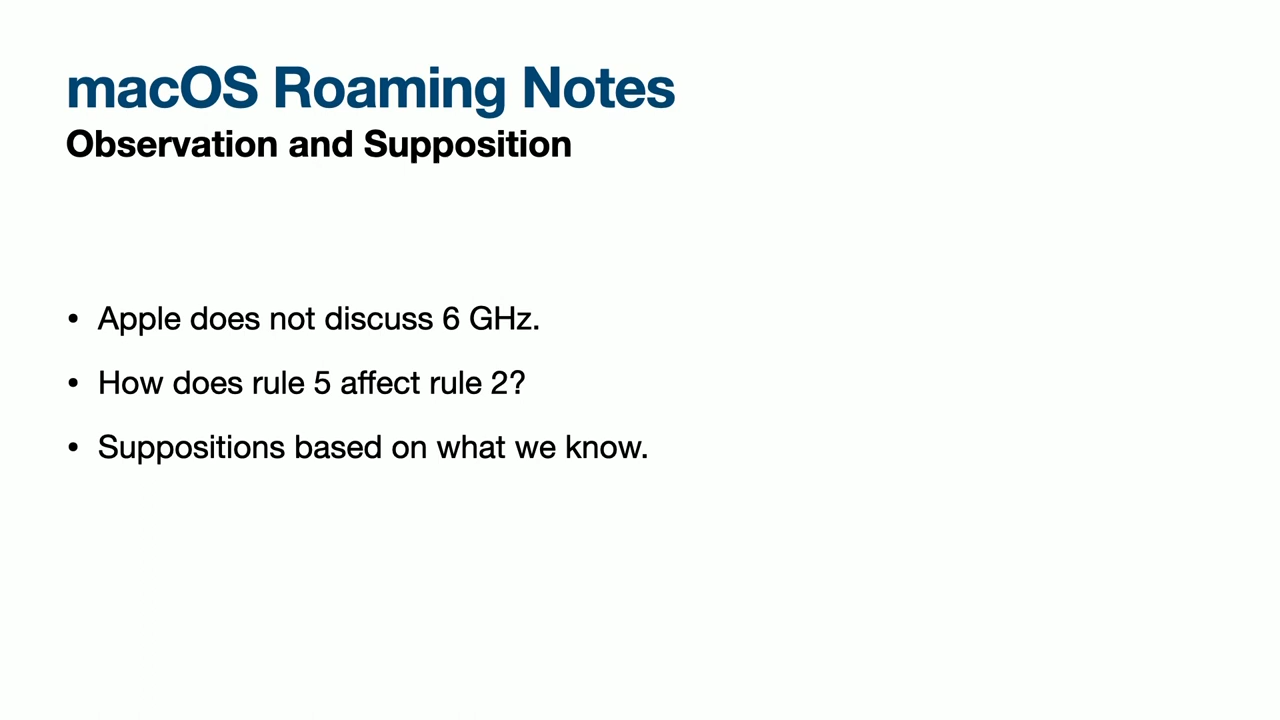 macOS Roaming Notes
Observation and Supposition
• Apple does not discuss 6 GHz.
• How does rule 5 affect rule 2?
• Suppositions based on what we know.